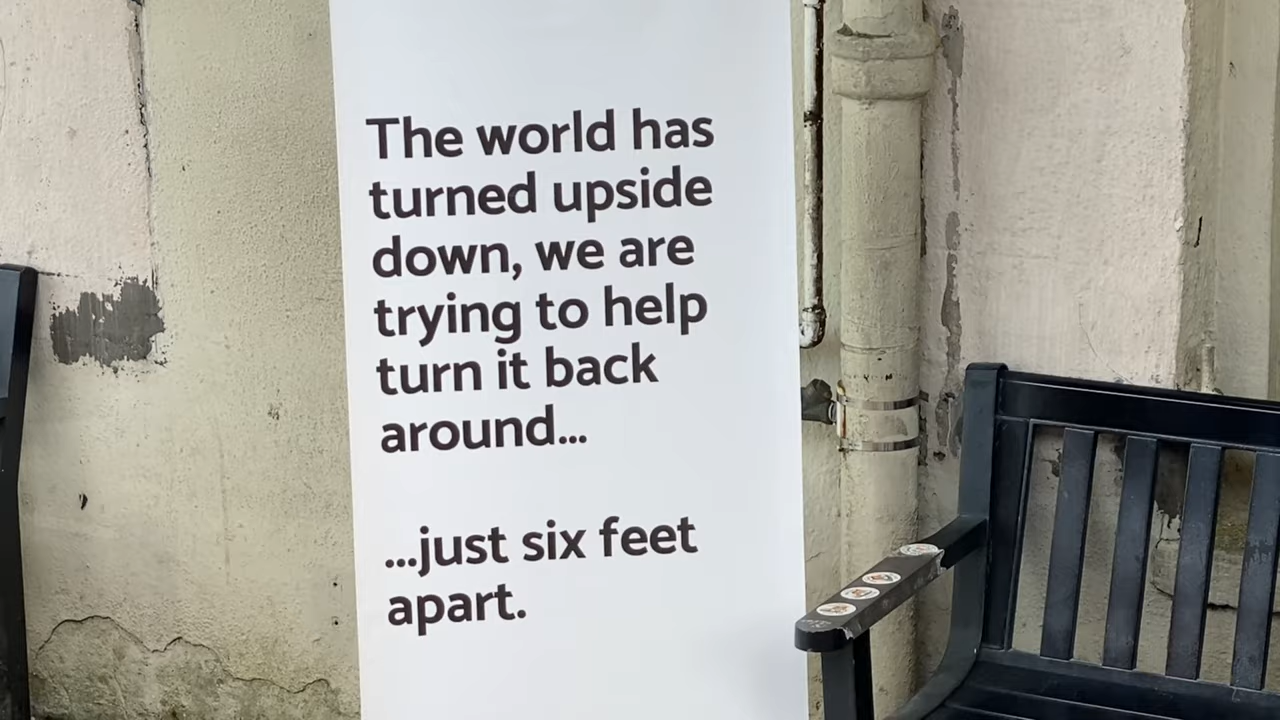 The world has
turned upside
down, we are
trying to help
turn it back
around...
...just six feet
apart.